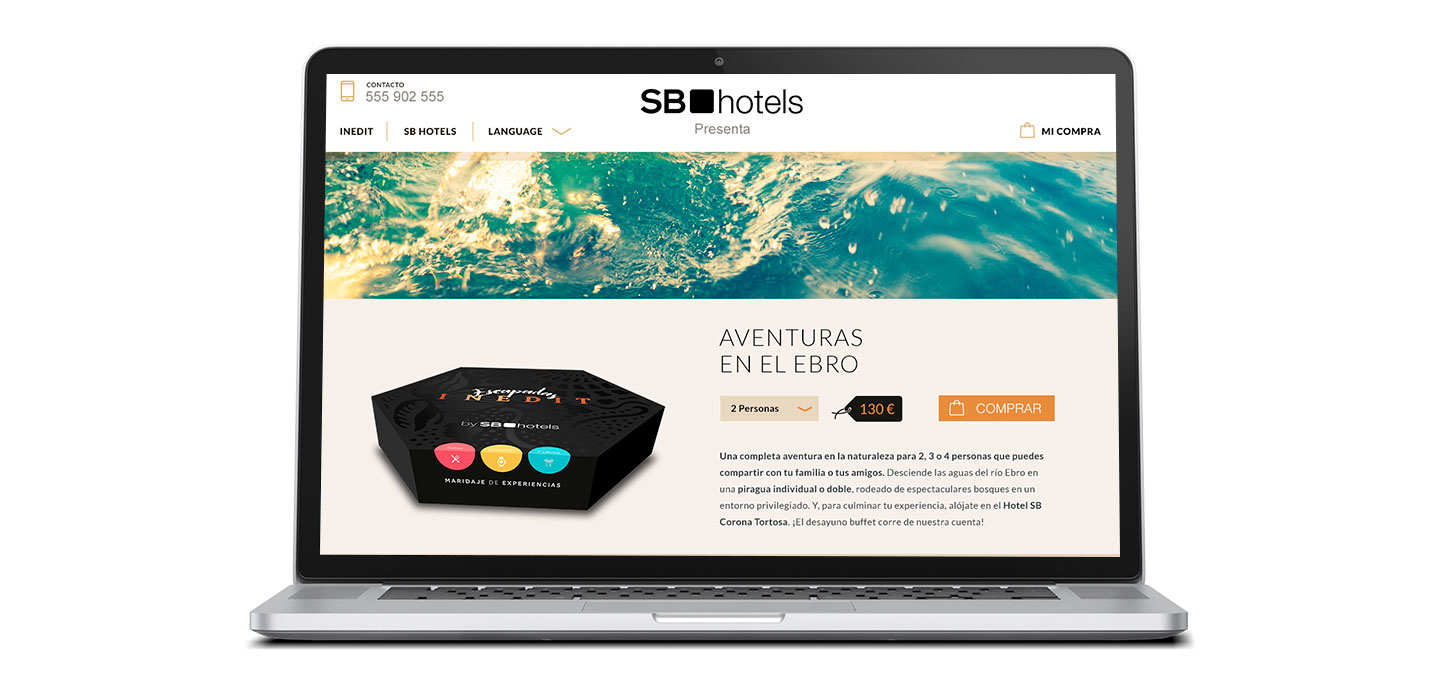 CONTACTO
555 902 555
SB hotels
Presenta
INEDIT
SB HOTELS
LANGUAGE
MI COMPRA
AVENTURAS
EN EL EBRO
2 Personas
130 €
COMPRAR
Una completa aventura en la naturaleza para 2, 3 o 4 personas que puedes
compartir con tu familia o tus amigos. Desciende las aguas del río Ebro en
una piragua individual o doble, rodeado de espectaculares bosques en un
entorno privilegiado. Y, para culminar tu experiencia, alójate en el Hotel SB
Corona Tortosa. ¡El desayuno buffet corre de nuestra cuenta!
Escapadas
INEDIT
by SB hotels
MARIDAJE DE EXPERIENCIAS